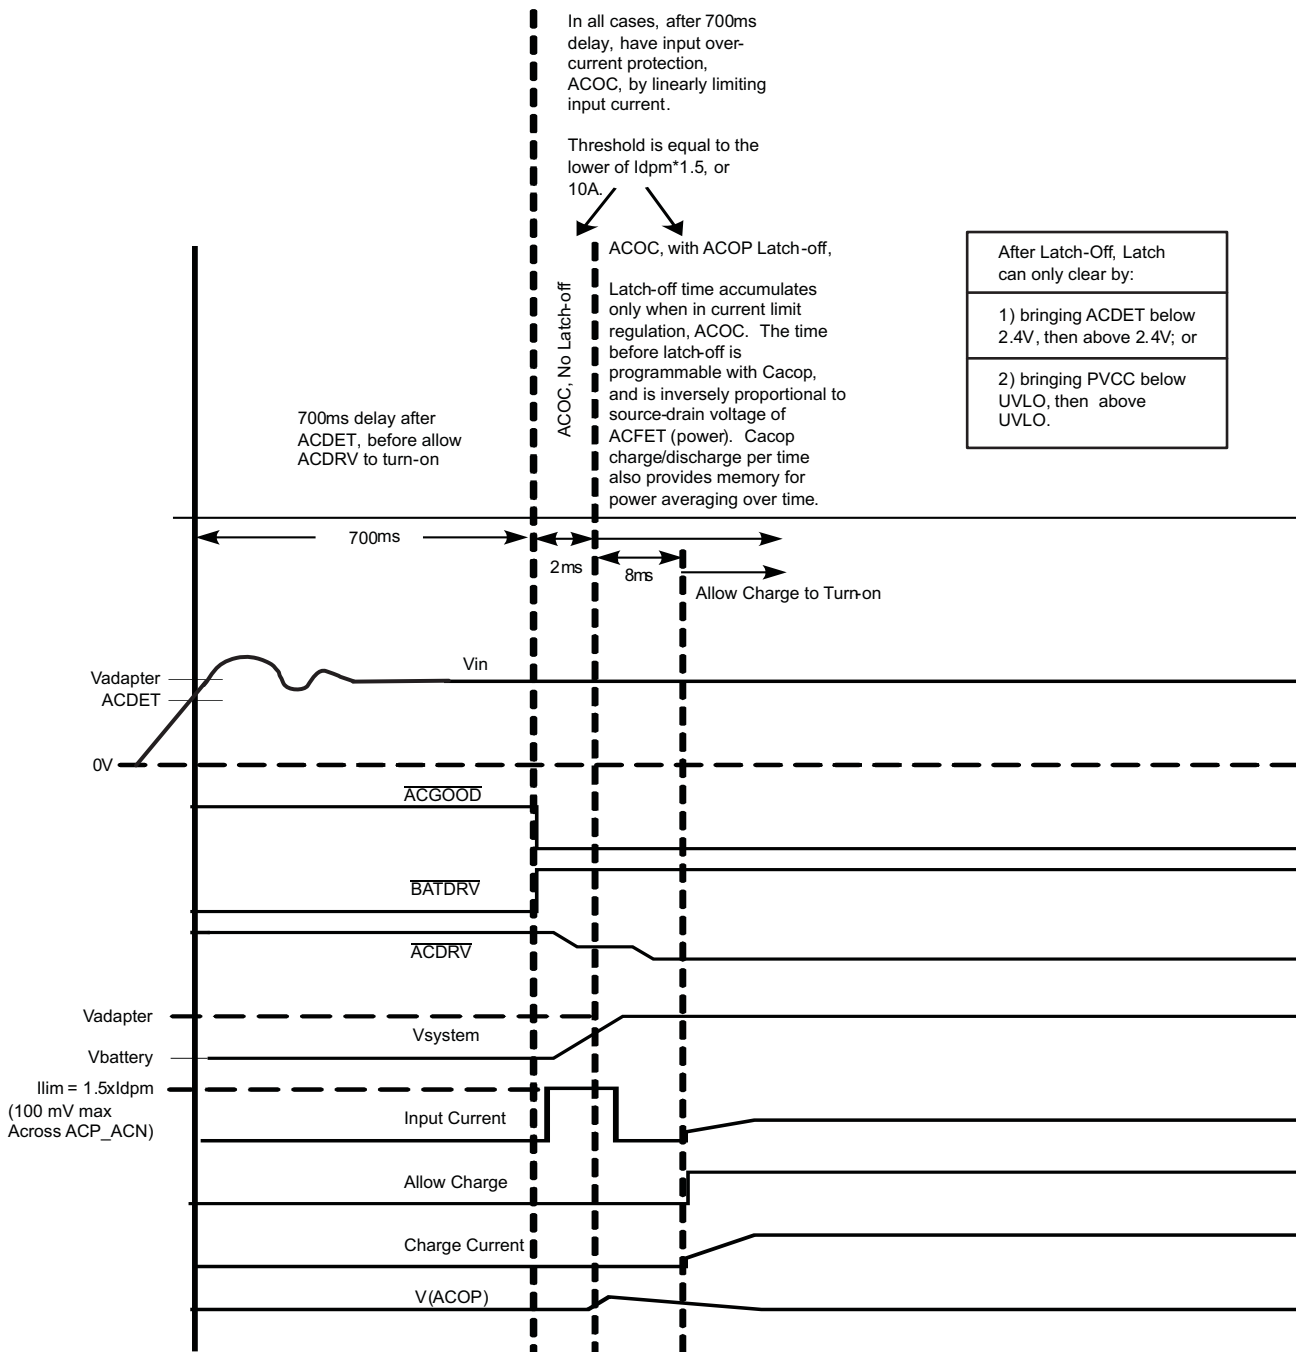 In all cases, after 700ms
delay, have input over-
current protection,
ACOC, by linearly limiting
input current.
Threshold is equal to the
lower of Idpm*1.5, or
10A.
ACOC, No Latch-off
ACOC, with ACOP Latch-off,
Latch-off time accumulates
only when in current limit
regulation, ACOC. The time
before latch-off is
programmable with Cacop,
and is inversely proportional to
source-drain voltage of
ACFET (power). Cacop
charge/discharge per time
also provides memory for
power averaging over time.
After Latch-Off, Latch
can only clear by:
1) bringing ACDET below
2.4V, then above 2.4V; or
2) bringing PVCC below
UVLO, then above
UVLO.
700ms delay after
ACDET, before allow
ACDRV to turn-on
700ms
2ms
8ms
Allow Charge to Turn-on
Vin
Vadapter
ACDET
0V
ACGOOD
BATDRV
ACDRV
Vadapter
Vsystem
Vbattery
Ilim = 1.5xIdpm
(100 mV max
Across ACP_ACN)
Input Current
Allow Charge
Charge Current
V(ACOP)